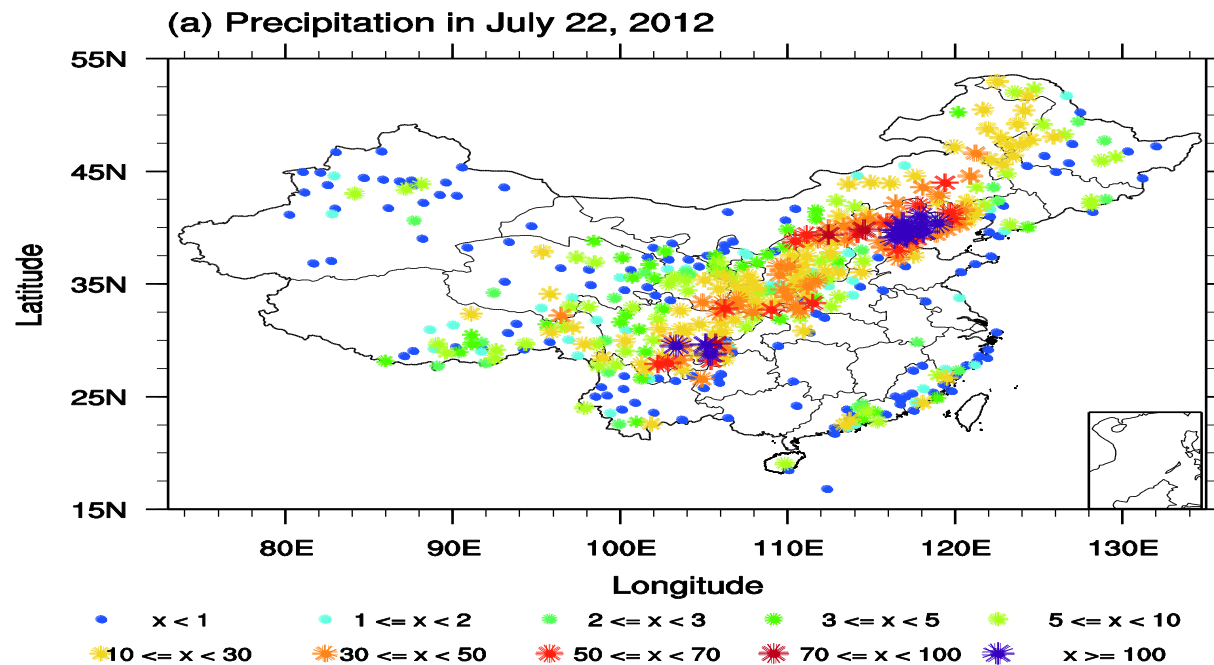 (a) Precipitation in July 22, 2012
55N
45N
35N
25N
15N
Latitude
80E 90E 100E 110E 120E 130E
Longitude
x < 1 1 <= x < 2 2 <= x < 3 3 <= x < 5 5 <= x < 10
10 <= x < 30 30 <= x < 50 50 <= x < 70 70 <= x < 100 x >= 100